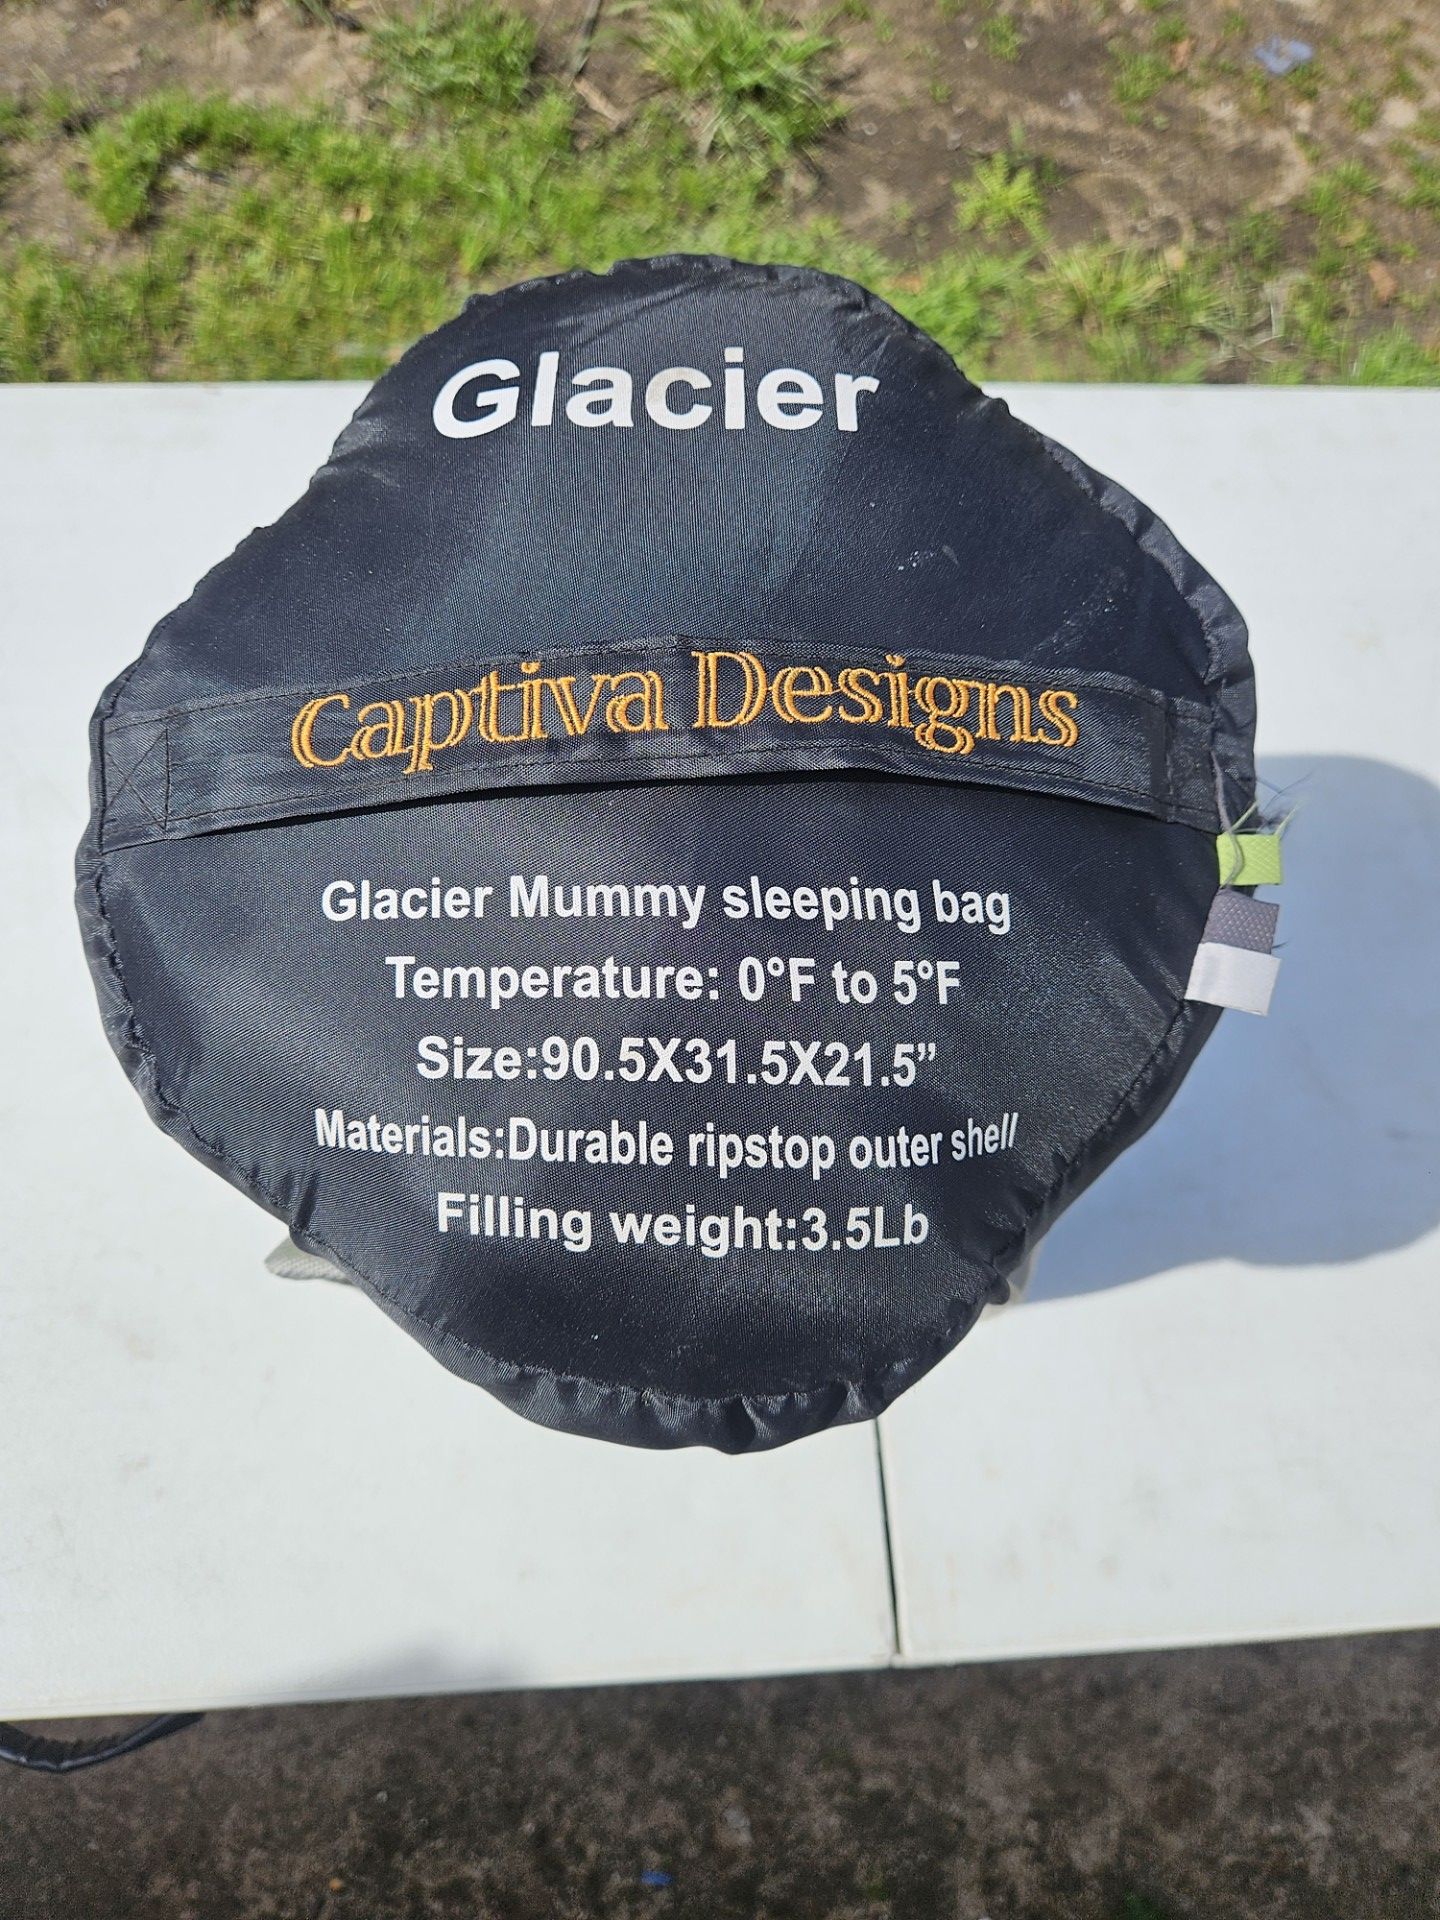 Glacier
Captiva Designs
Glacier Mummy sleeping bag
Temperature: 0°F to 5°F
Size:90.5X31.5X21.5”
Materials:Durable ripstop outer shell
Filling weight:3.5Lb